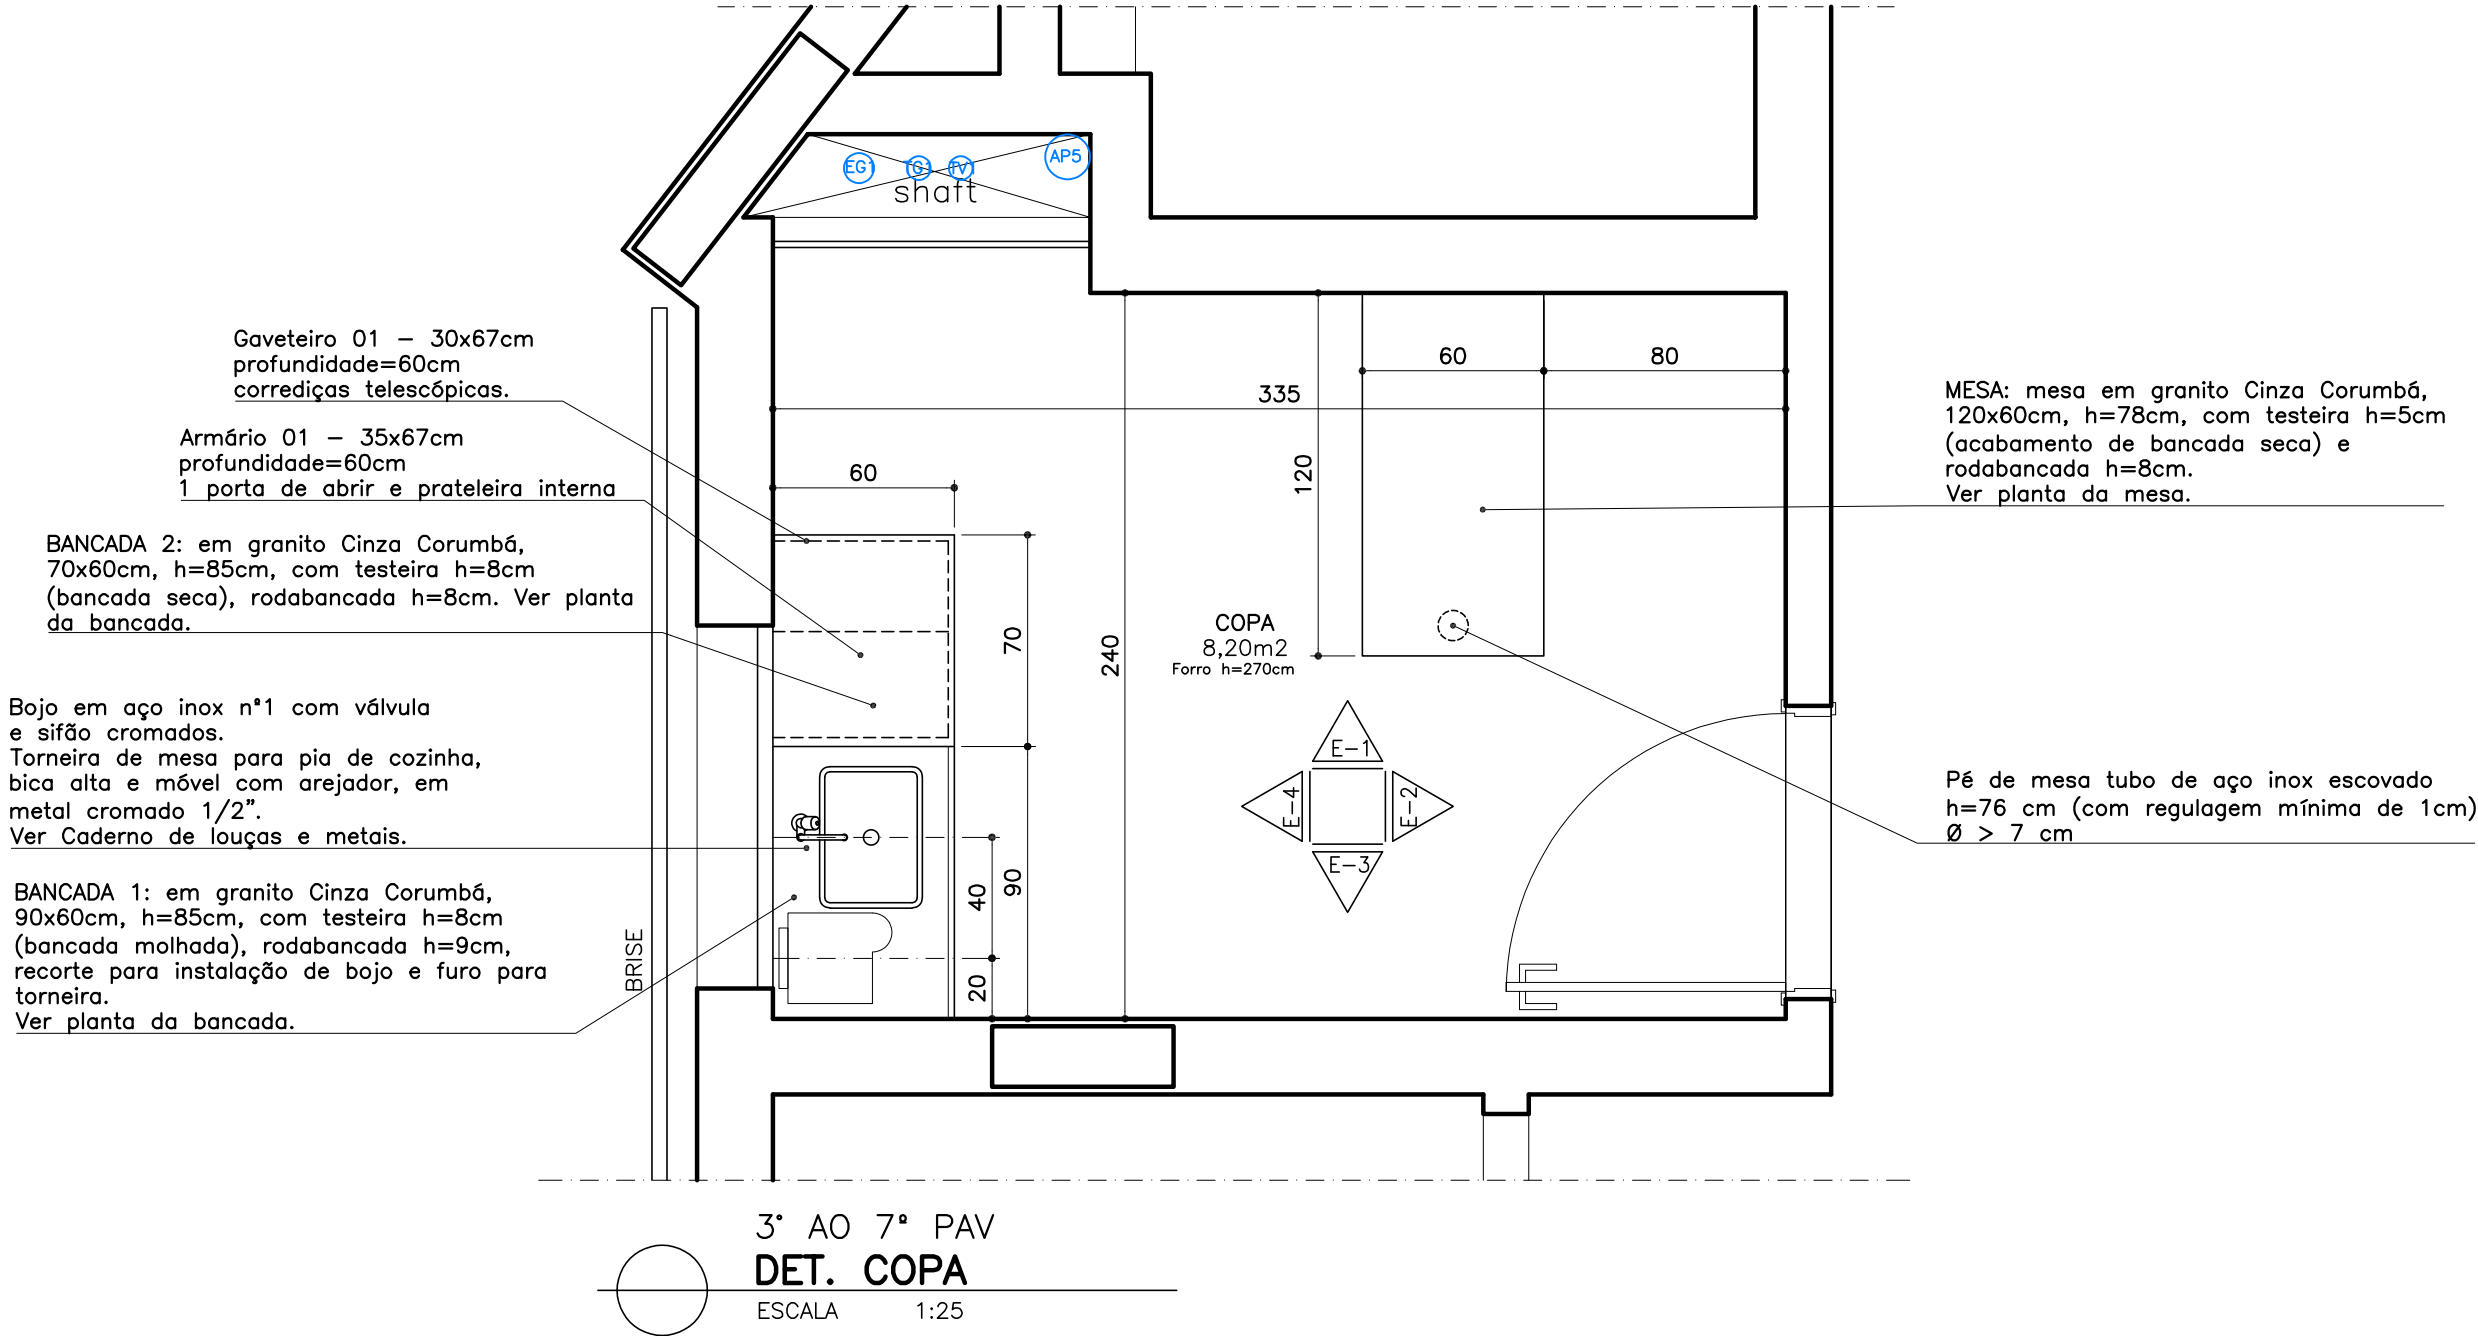 EG1
TG1
TV1
AP5
shaft
Gaveteiro 01 – 30x67cm
profundidade=60cm
corrediças telescópicas.
Armário 01 – 35x67cm
profundidade=60cm
1 porta de abrir e prateleira interna
BANCADA 2: em granito Cinza Corumbá,
70x60cm, h=85cm, com testeira h=8cm
(bancada seca), rodabancada h=8cm. Ver planta
da bancada.
Bojo em aço inox nº1 com válvula
e sifão cromados.
Torneira de mesa para pia de cozinha,
bica alta e móvel com arejador, em
metal cromado 1/2”.
Ver Caderno de louças e metais.
BANCADA 1: em granito Cinza Corumbá,
90x60cm, h=85cm, com testeira h=8cm
(bancada molhada), rodabancada h=9cm,
recorte para instalação de bojo e furo para
torneira.
Ver planta da bancada.
BRISE
60
80
335
60
120
70
240
40
90
20
COPA
8,20m2
Forro h=270cm
E-1
E-4
E-2
E-3
MESA: mesa em granito Cinza Corumbá,
120x60cm, h=78cm, com testeira h=5cm
(acabamento de bancada seca) e
rodabancada h=8cm.
Ver planta da mesa.
Pé de mesa tubo de aço inox escovado
h=76 cm (com regulagem mínima de 1cm)
Ø > 7 cm
3° AO 7º PAV
DET. COPA
ESCALA 1:25